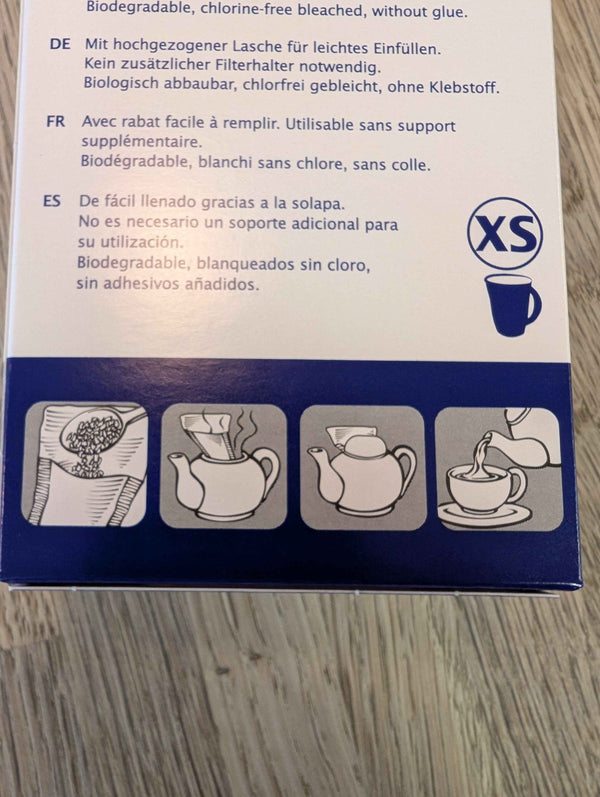 Biodegradable, chlorine-free bleached, without glue.
DE Mit hochgezogener Lasche für leichtes Einfüllen.
Kein zusätzlicher Filterhalter notwendig.
Biologisch abbaubar, chlorfrei gebleicht, ohne Klebstoff.
FR Avec rabat facile à remplir. Utilisable sans support
supplémentaire.
Biodégradable, blanchi sans chlore, sans colle.
ES De fácil llenado gracias a la solapa.
No es necesario un soporte adicional para
su utilización.
Biodegradable, blanqueados sin cloro,
sin adhesivos añadidos.
XS